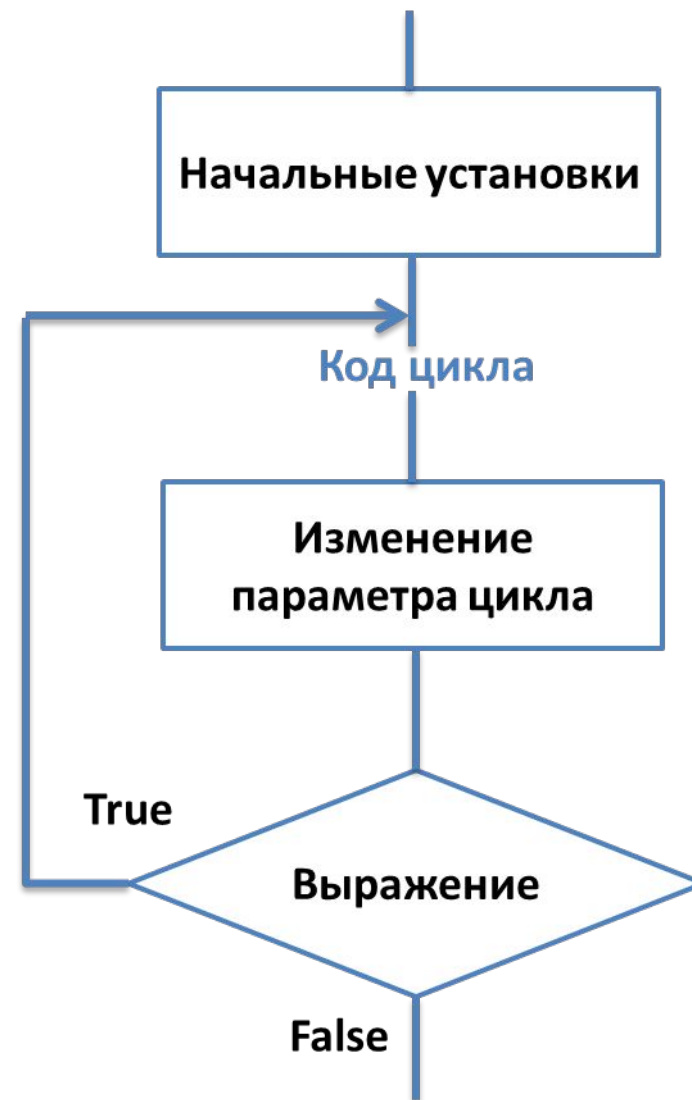 Начальные установки
Код цикла
Изменение
параметра цикла
True
Выражение
False